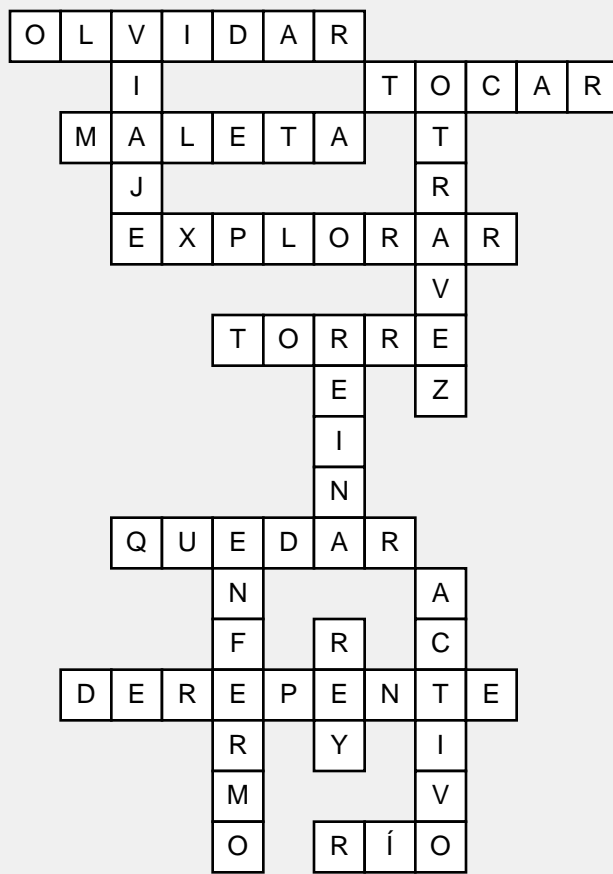 OLVIDAR
I TOCAR
MALETA T
J R
EXPLORAR
V
TORRE
E Z
I
N
QUEDAR
N A
F R C
DEREPENTE
R Y I
M V
O RÍO